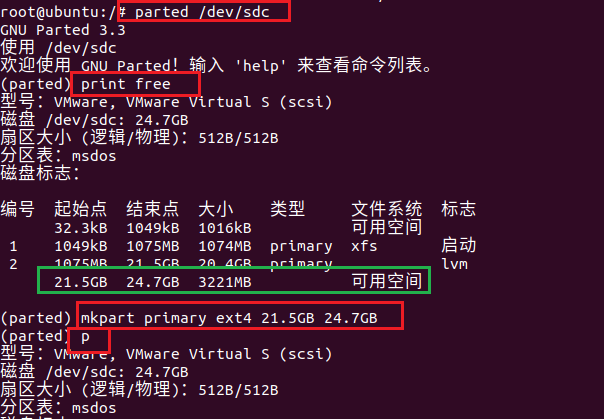 root@ubuntu:/# parted /dev/sdc
GNU Parted 3.3
使用 /dev/sdc
欢迎使用 GNU Parted！输入 'help' 来查看命令列表。
(parted) print free
型号：VMware, VMware Virtual S (scsi)
磁盘 /dev/sdc: 24.7GB
扇区大小 (逻辑/物理)：512B/512B
分区表：msdos
磁盘标志：
编号 起始点 结束点 大小 类型 文件系统 标志
32.3kB 1049kB 1016kB 可用空间
1 1049kB 1075MB 1074MB primary xfs 启动
2 1075MB 21.5GB 20.4GB primary lvm
21.5GB 24.7GB 3221MB 可用空间
(parted) mkpart primary ext4 21.5GB 24.7GB
(parted) p
型号：VMware, VMware Virtual S (scsi)
磁盘 /dev/sdc: 24.7GB
扇区大小 (逻辑/物理)：512B/512B
分区表：msdos
磁盘标志：